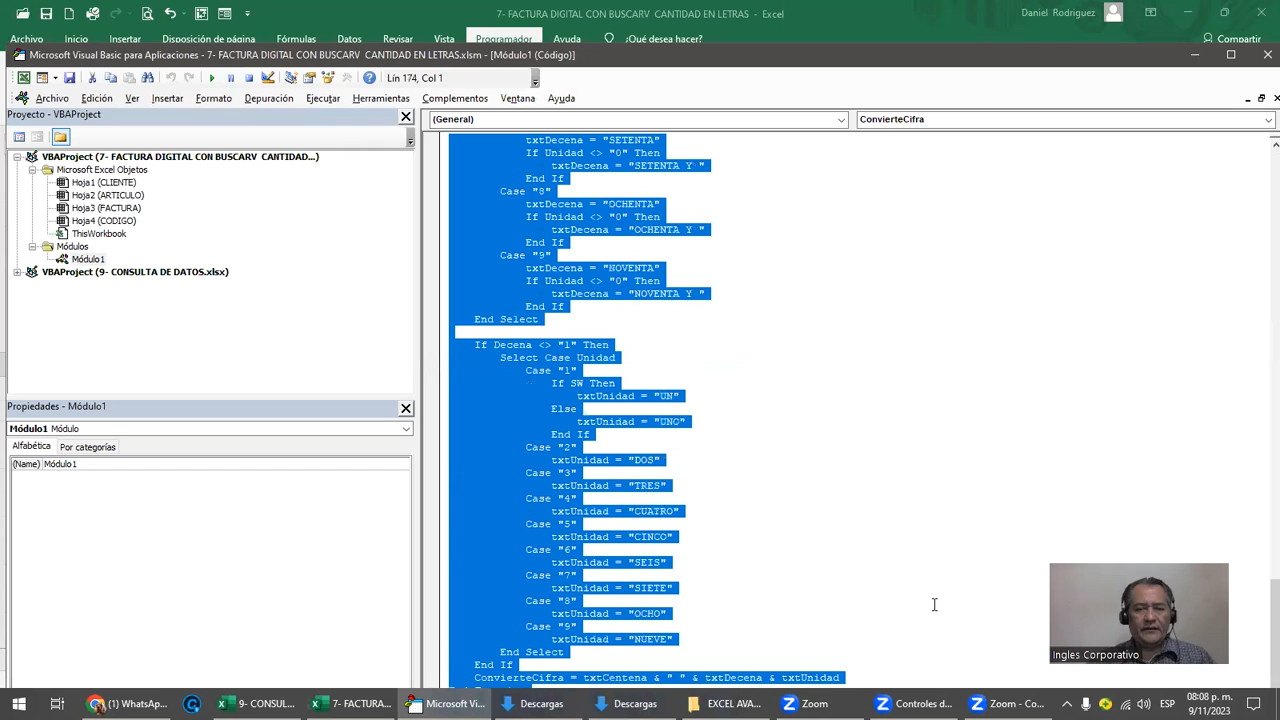 7- FACTURA DIGITAL CON BUSCARV CANTIDAD EN LETRAS - Excel
Daniel Rodriguez
Archivo Inicio Insertar Disposición de página Fórmulas Datos Revisar Vista Programador Ayuda ¿Qué desea hacer? Compartir
Microsoft Visual Basic para Aplicaciones - 7- FACTURA DIGITAL CON BUSCARV CANTIDAD EN LETRAS.xlsm - [Módulo1 (Código)]
Lín 174, Col 1
Archivo Edición Ver Insertar Formato Depuración Ejecutar Herramientas Complementos Ventana Ayuda
Proyecto - VBAProject
VBAProject (7- FACTURA DIGITAL CON BUSCARV CANTIDAD...)
Microsoft Excel Objetos
Hoja1 (CLIENTE)
Hoja2 (ARTICULO)
Hoja3 (FACTURA)
Hoja4 (CODIGO)
ThisWorkbook
Módulos
Módulo1
VBAProject (9- CONSULTA DE DATOS.xlsx)
Propiedades - Módulo1
Módulo1 Módulo
Alfabética Por categorías
(Name) Módulo1
(General) ConvierteCifra
txtDecena = "SETENTA"
If Unidad <> "0" Then
txtDecena = "SETENTA Y "
End If
Case "8"
txtDecena = "OCHENTA"
If Unidad <> "0" Then
txtDecena = "OCHENTA Y "
End If
Case "9"
txtDecena = "NOVENTA"
If Unidad <> "0" Then
txtDecena = "NOVENTA Y "
End If
End Select
If Decena <> "1" Then
Select Case Unidad
Case "1"
If SW Then
txtUnidad = "UN"
Else
txtUnidad = "UNO"
End If
Case "2"
txtUnidad = "DOS"
Case "3"
txtUnidad = "TRES"
Case "4"
txtUnidad = "CUATRO"
Case "5"
txtUnidad = "CINCO"
Case "6"
txtUnidad = "SEIS"
Case "7"
txtUnidad = "SIETE"
Case "8"
txtUnidad = "OCHO"
Case "9"
txtUnidad = "NUEVE"
End Select
End If
ConvierteCifra = txtCentena & " " & txtDecena & txtUnidad
Ingles Corporativo
(1) WhatsAp... 9- CONSUL... 7- FACTURA... Microsoft Vi... Descargas Descargas EXCEL AVA... Zoom Controles d... Zoom - Co... ESP
08:08 p. m.
9/11/2023